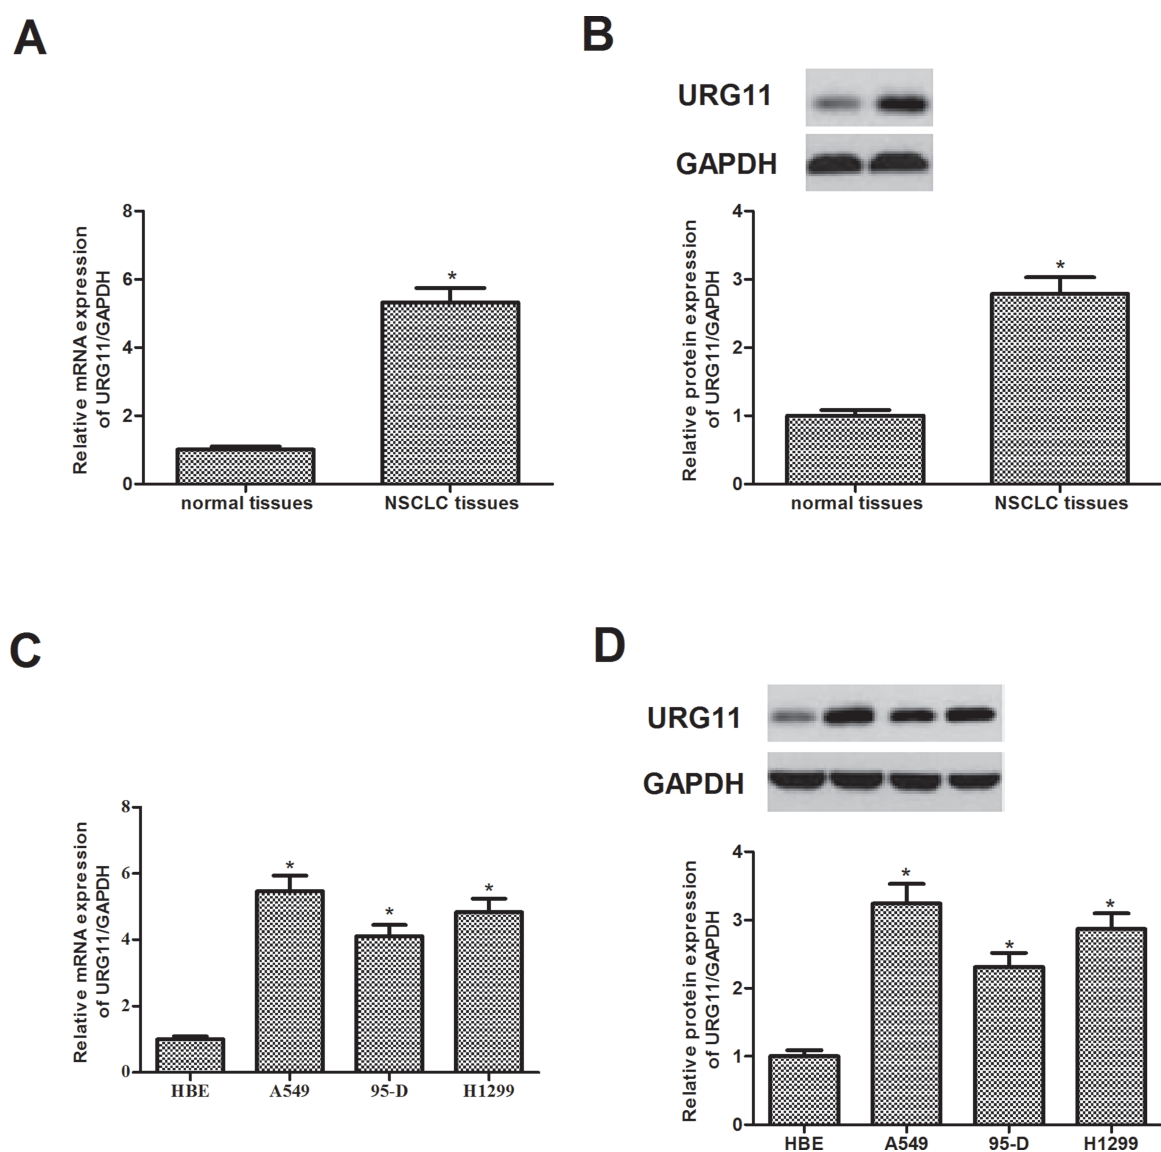 A
Relative mRNA expression
of URG11/GAPDH
8
6
4
2
0
*
normal tissues
NSCLC tissues
B
URG11
GAPDH
Relative protein expression
of URG11/GAPDH
4
3
2
1
0
*
normal tissues
NSCLC tissues
C
Relative mRNA expression
of URG11/GAPDH
8
6
4
2
0
*
*
*
HBE
A549
95-D
H1299
D
URG11
GAPDH
Relative protein expression
of URG11/GAPDH
4
3
2
1
0
*
*
*
HBE
A549
95-D
H1299